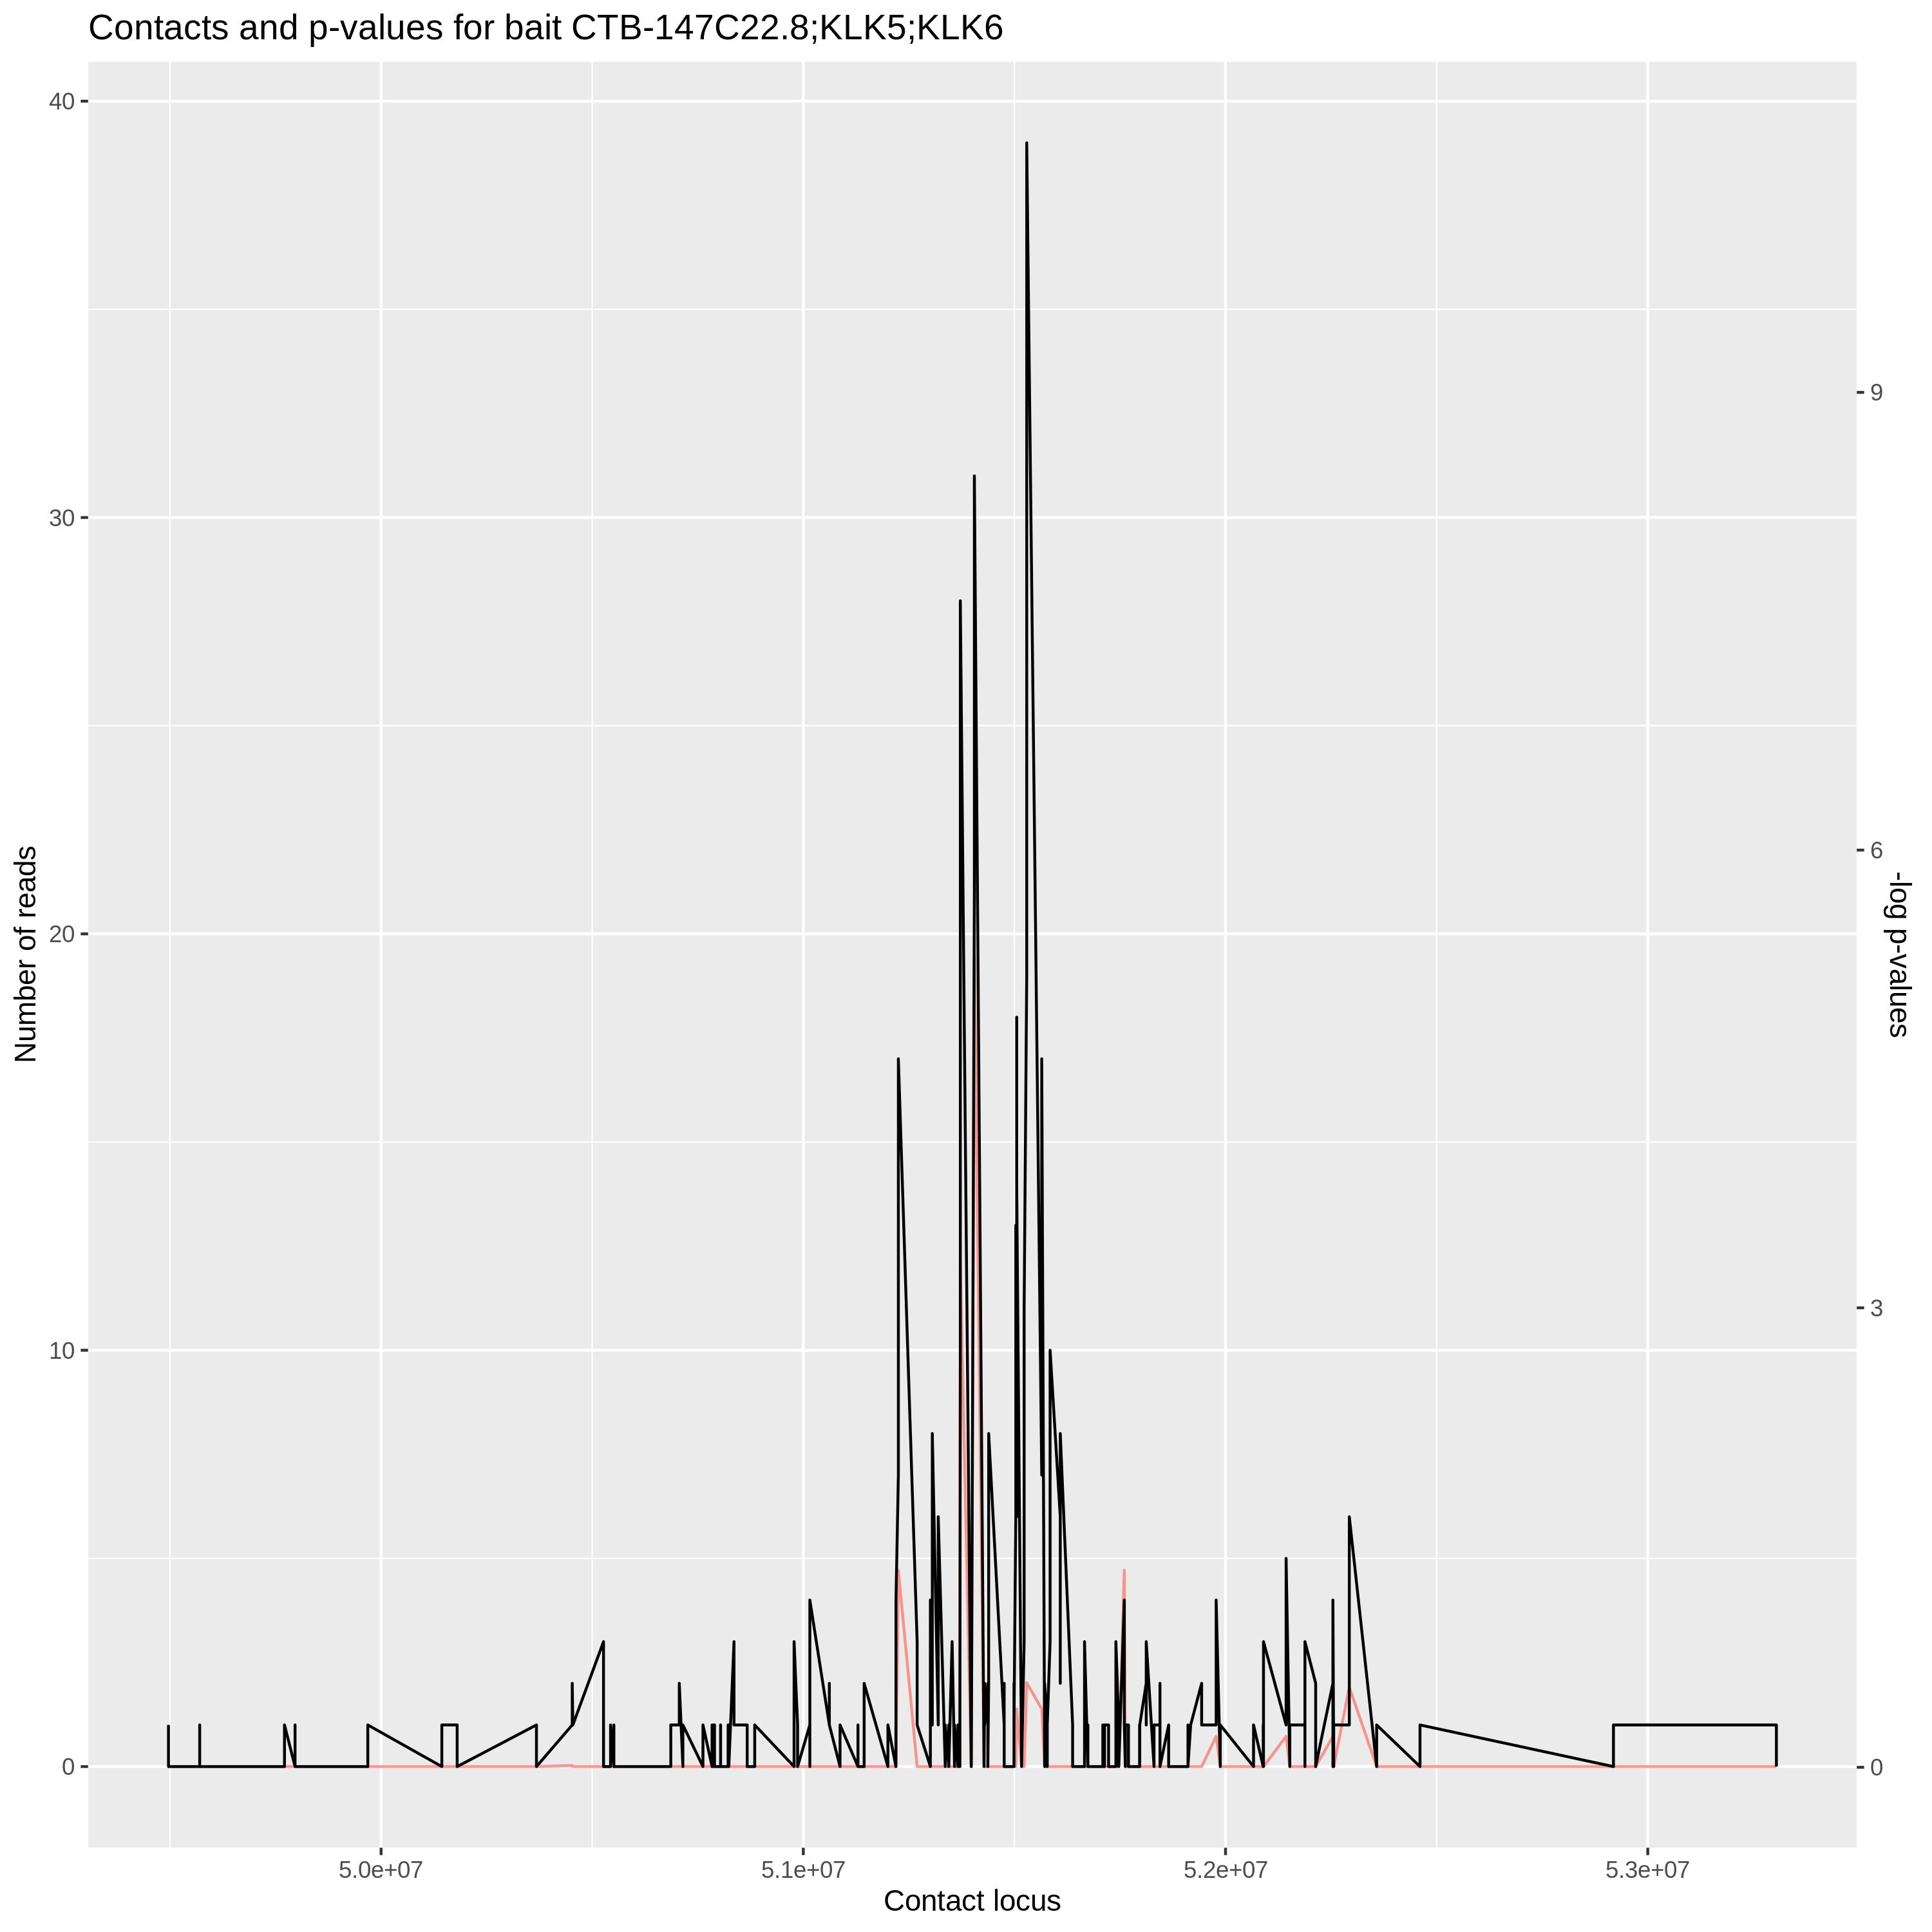 Contacts and p-values for bait CTB-147C22.8;KLK5;KLK6
40
30
20
10
0
Number of reads
9
6
3
0
-log p-values
5.0e+07
5.1e+07
5.2e+07
5.3e+07
Contact locus